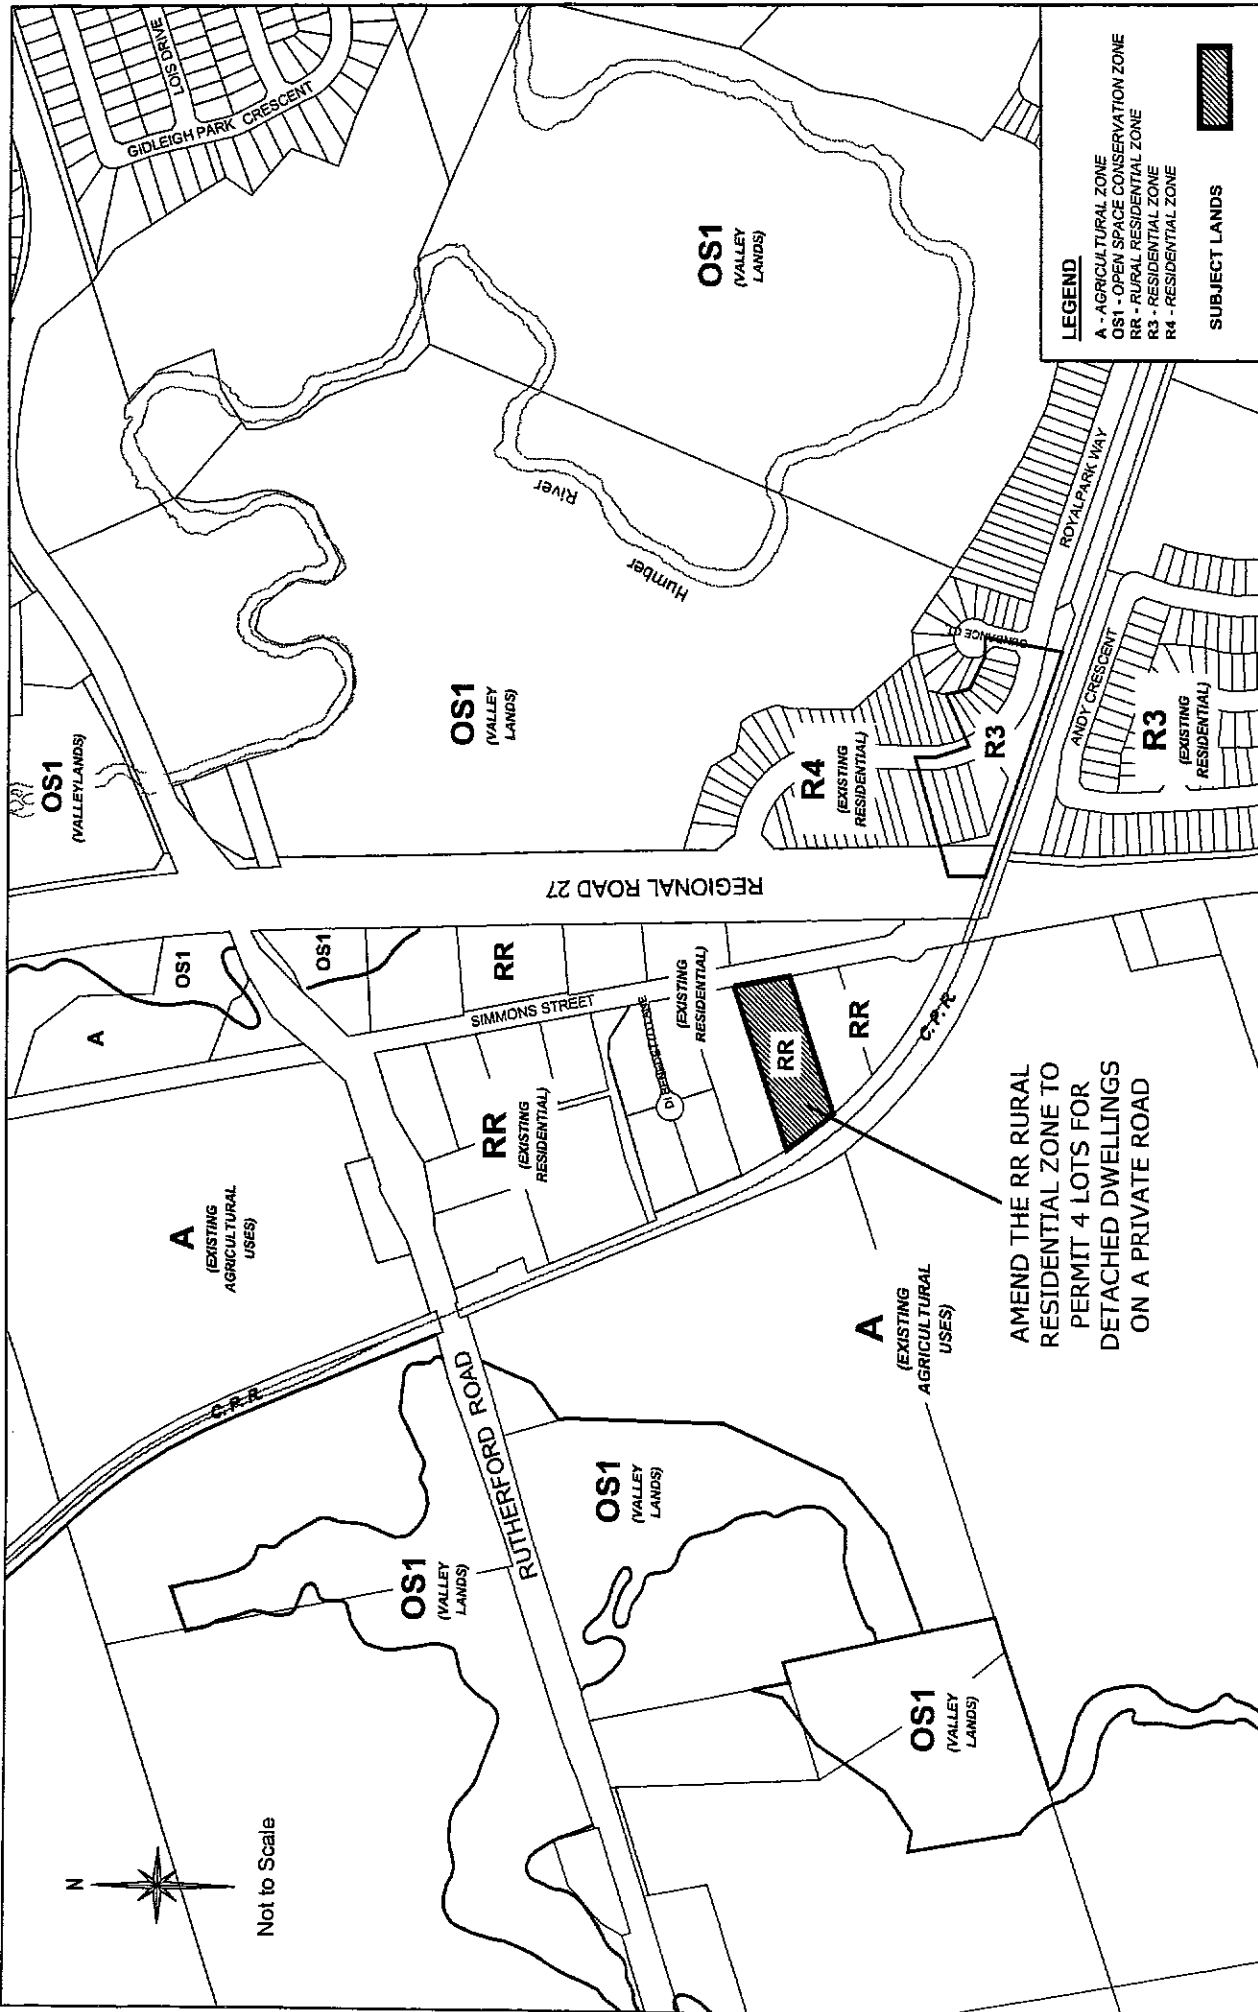 N
Not to Scale
C.P.R.
A
(EXISTING
AGRICULTURAL
USES)
A
OS1
OS1
OS1
(VALLEYLANDS)
LOIS DRIVE
GIDLEIGH PARK CRESCENT
OS1
(VALLEY
LANDS)
RUTHERFORD ROAD
OS1
(VALLEY
LANDS)
RR
(EXISTING
RESIDENTIAL)
SIMMONS STREET
RR
REGIONAL ROAD 27
OS1
(VALLEY
LANDS)
Humber
River
OS1
(VALLEY
LANDS)
DI BENEDETTO LANE
(EXISTING
RESIDENTIAL)
RR
RR
C.P.R.
R4
(EXISTING
RESIDENTIAL)
R3
SUNDANCE CT
ROYALPARK WAY
ANDY CRESCENT
R3
(EXISTING
RESIDENTIAL)
OS1
(VALLEY
LANDS)
A
(EXISTING
AGRICULTURAL
USES)
AMEND THE RR RURAL
RESIDENTIAL ZONE TO
PERMIT 4 LOTS FOR
DETACHED DWELLINGS
ON A PRIVATE ROAD
LEGEND
A - AGRICULTURAL ZONE
OS1 - OPEN SPACE CONSERVATION ZONE
RR - RURAL RESIDENTIAL ZONE
R3 - RESIDENTIAL ZONE
R4 - RESIDENTIAL ZONE
SUBJECT LANDS